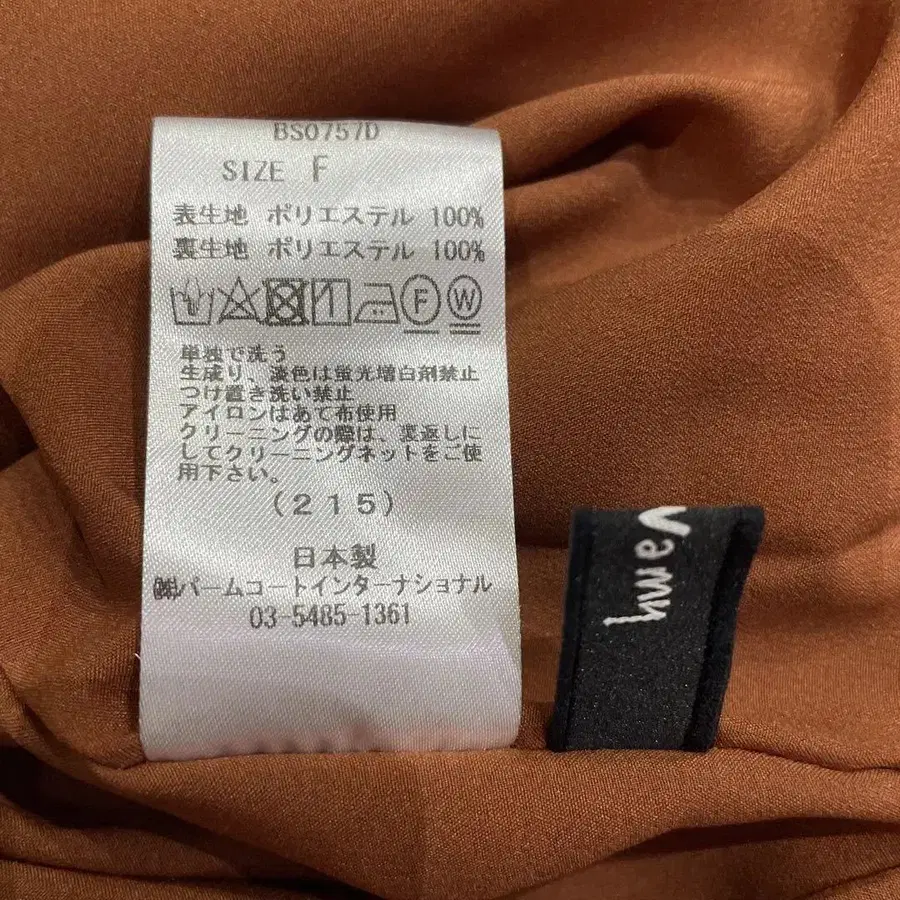 BS0757D
SIZE F
表生地 ポリエステル 100%
裏生地 ポリエステル 100%
F W
単独で洗う
生成り、淡色は蛍光増白剤禁止
つけ置き洗い禁止
アイロンはあて布使用
クリーニングの際は、裏返しに
してクリーニングネットをご使
用下さい。
(215)
日本製
㈱パームコートインターナショナル
03-5485-1361